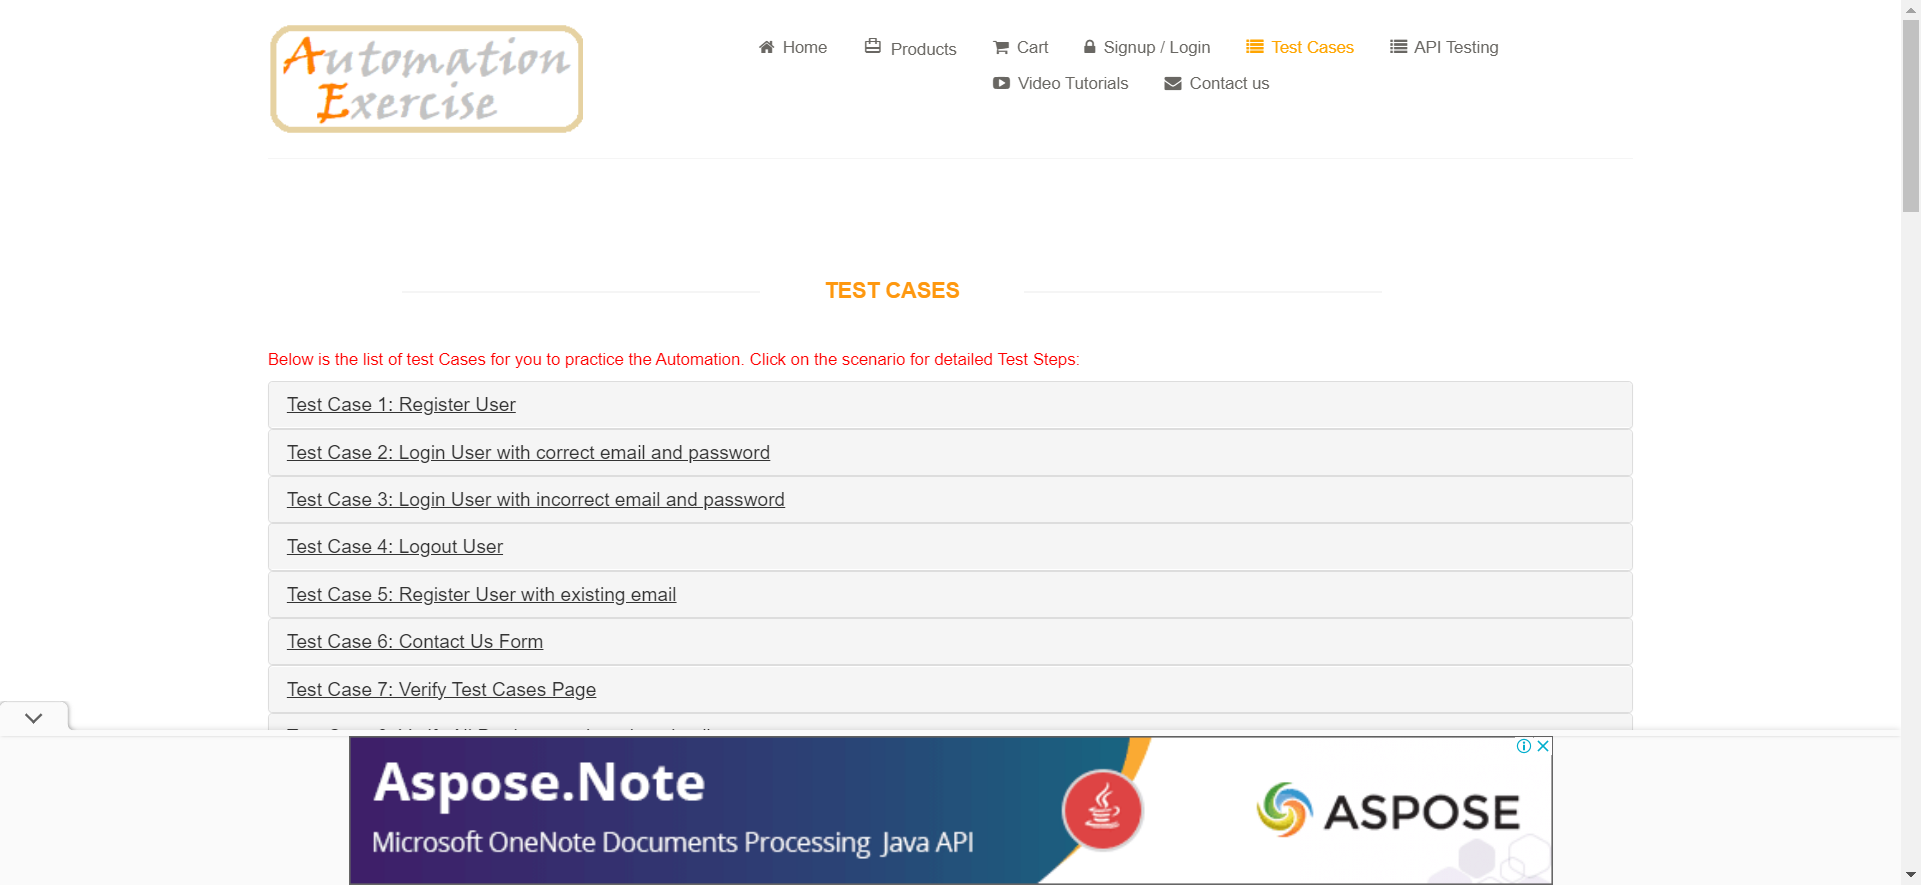 Automation
Exercise
Home
Products
Cart
Signup / Login
Test Cases
API Testing
Video Tutorials
Contact us
TEST CASES
Below is the list of test Cases for you to practice the Automation. Click on the scenario for detailed Test Steps:
Test Case 1: Register User
Test Case 2: Login User with correct email and password
Test Case 3: Login User with incorrect email and password
Test Case 4: Logout User
Test Case 5: Register User with existing email
Test Case 6: Contact Us Form
Test Case 7: Verify Test Cases Page
Aspose.Note
Microsoft OneNote Documents Processing Java API
ASPOSE